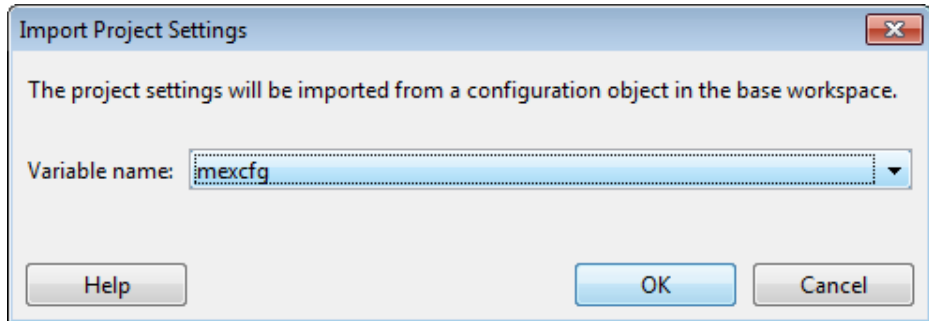 Import Project Settings
The project settings will be imported from a configuration object in the base workspace.
Variable name: mexcfg
Help OK Cancel